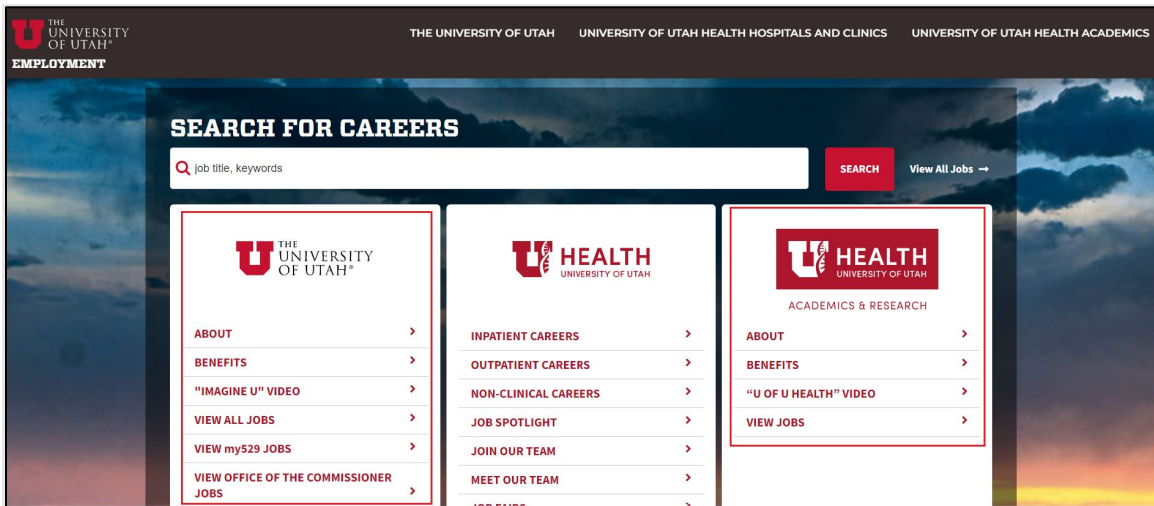 THE
UNIVERSITY
OF UTAH®
EMPLOYMENT
THE UNIVERSITY OF UTAH
UNIVERSITY OF UTAH HEALTH HOSPITALS AND CLINICS
UNIVERSITY OF UTAH HEALTH ACADEMICS
SEARCH FOR CAREERS
job title, keywords
SEARCH
View All Jobs →
THE
UNIVERSITY
OF UTAH®
ABOUT
BENEFITS
"IMAGINE U" VIDEO
VIEW ALL JOBS
VIEW my529 JOBS
VIEW OFFICE OF THE COMMISSIONER
JOBS
HEALTH
UNIVERSITY OF UTAH
INPATIENT CAREERS
OUTPATIENT CAREERS
NON-CLINICAL CAREERS
JOB SPOTLIGHT
JOIN OUR TEAM
MEET OUR TEAM
JOB FAIRS
HEALTH
UNIVERSITY OF UTAH
ACADEMICS & RESEARCH
ABOUT
BENEFITS
“U OF U HEALTH” VIDEO
VIEW JOBS